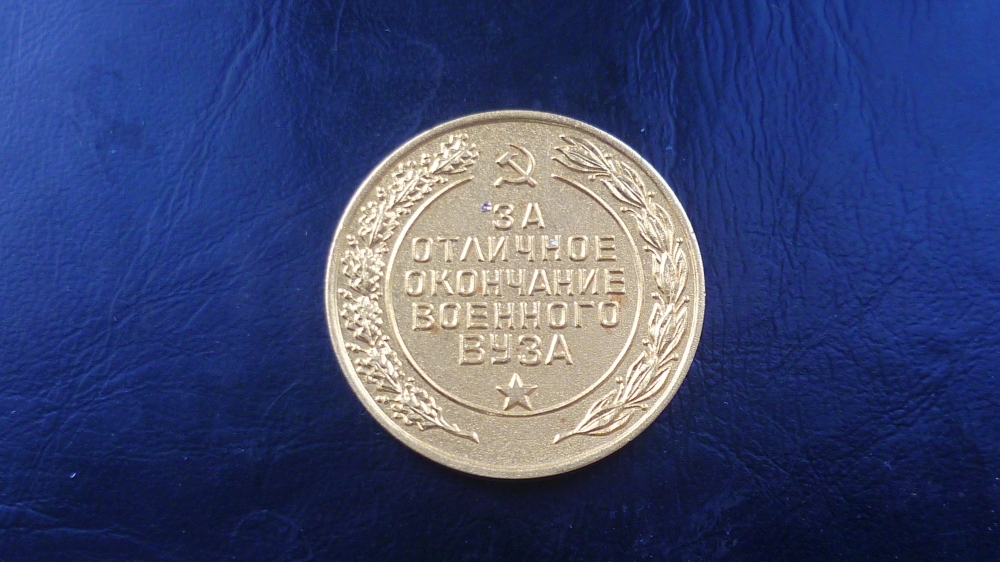 ЗА
ОТЛИЧНОЕ
ОКОНЧАНИЕ
ВОЕННОГО
ВУЗА